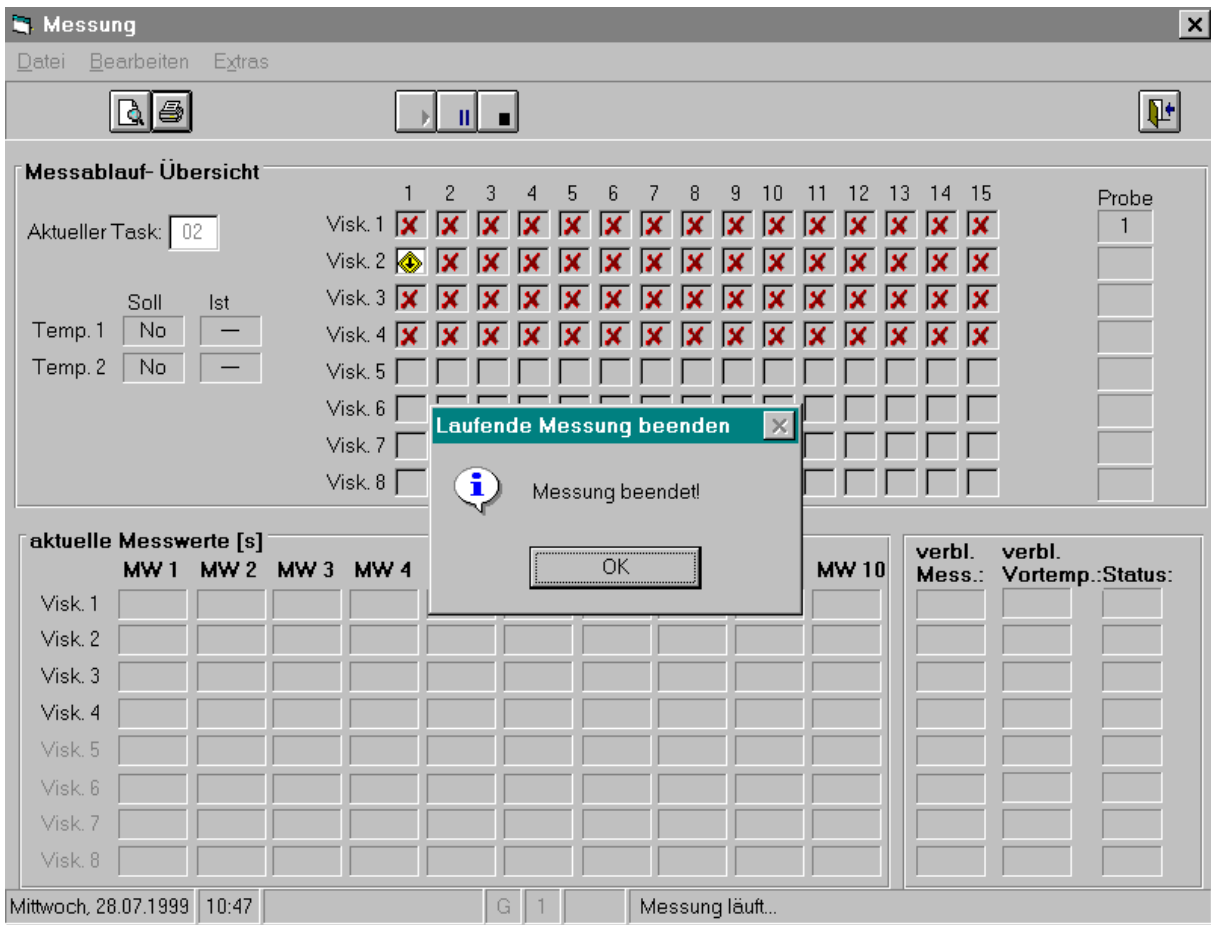 Messung
Datei Bearbeiten Extras
Messablauf- Übersicht
1 2 3 4 5 6 7 8 9 10 11 12 13 14 15 Probe
Aktueller Task: 02
Visk. 1 1
Visk. 2
Soll Ist
Visk. 3
Temp. 1 No —
Visk. 4
Temp. 2 No —
Visk. 5
Visk. 6
Visk. 7
Visk. 8
Laufende Messung beenden
Messung beendet!
OK
aktuelle Messwerte [s]
MW 1 MW 2 MW 3 MW 4 MW 10
verbl. Mess.:
verbl. Vortemp.:
Status:
Visk. 1
Visk. 2
Visk. 3
Visk. 4
Visk. 5
Visk. 6
Visk. 7
Visk. 8
Mittwoch, 28.07.1999 10:47 G 1 Messung läuft...